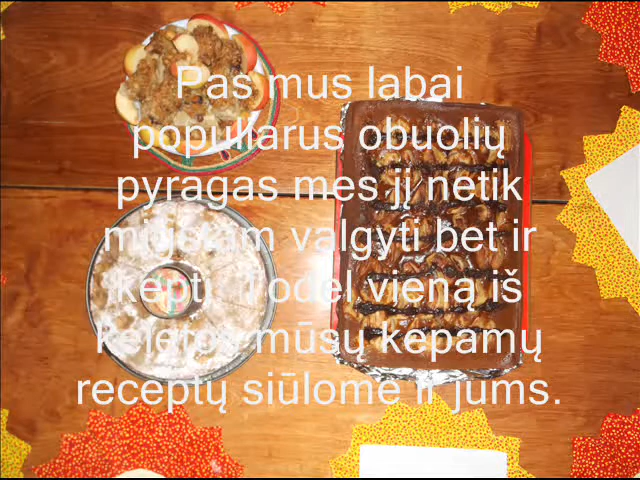 Pas mus labai
populiarus obuolių
pyragas mes jį netik
mėgstam valgyti bet ir
kepti. Todėl vieną iš
keletos mūsų kepamų
receptų siūlome ir jums.